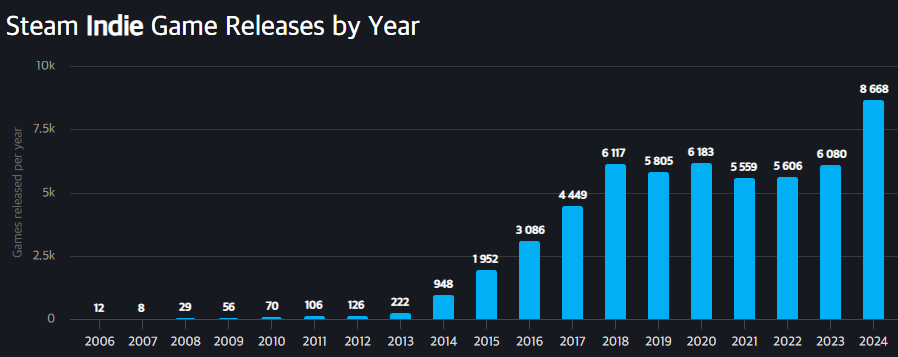 Steam Indie Game Releases by Year
Games released per year
10k
7.5k
5k
2.5k
0
12
8
29
56
70
106
126
222
948
1 952
3 086
4 449
6 117
5 805
6 183
5 559
5 606
6 080
8 668
2006 2007 2008 2009 2010 2011 2012 2013 2014 2015 2016 2017 2018 2019 2020 2021 2022 2023 2024